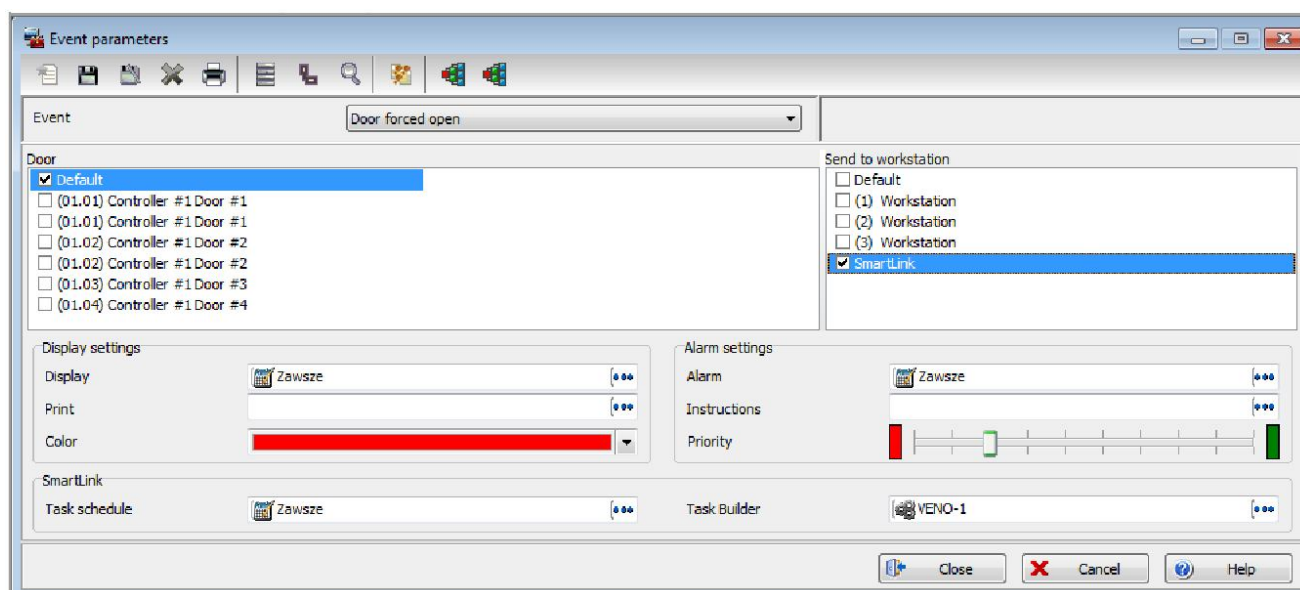 Event parameters
Event Door forced open
Door Send to workstation
Default Default
(01.01) Controller #1 Door #1 (1) Workstation
(01.01) Controller #1 Door #1 (2) Workstation
(01.02) Controller #1 Door #2 (3) Workstation
(01.02) Controller #1 Door #2 SmartLink
(01.03) Controller #1 Door #3
(01.04) Controller #1 Door #4
Display settings Alarm settings
Display Zawsze Alarm Zawsze
Print Instructions
Color Priority
SmartLink
Task schedule Zawsze Task Builder VENO-1
Close Cancel Help